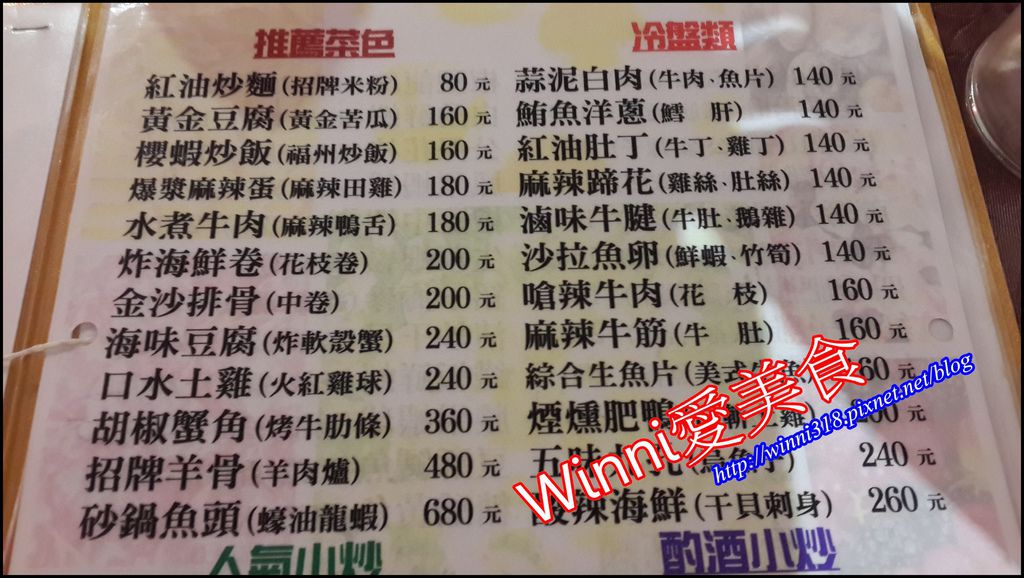 推薦菜色
紅油炒麵(招牌米粉) 80元
黃金豆腐(黃金苦瓜) 160元
櫻蝦炒飯(福州炒飯) 160元
爆漿麻辣蛋(麻辣田雞) 180元
水煮牛肉(麻辣鴨舌) 180元
炸海鮮卷(花枝卷) 200元
金沙排骨(中卷) 200元
海味豆腐(炸軟殼蟹) 240元
口水土雞(火紅雞球) 240元
胡椒蟹角(烤牛肋條) 360元
招牌羊骨(羊肉爐) 480元
砂鍋魚頭(蠔油龍蝦) 680元
人氣小炒
冷盤類
蒜泥白肉(牛肉、魚片) 140元
鮪魚洋蔥(鱈 肝) 140元
紅油肚丁(牛丁、雞丁) 140元
麻辣蹄花(雞絲、肚絲) 140元
滷味牛腱(牛肚、鵝雜) 140元
沙拉魚卵(鮮蝦、竹筍) 140元
嗆辣牛肉(花 枝) 160元
麻辣牛筋(牛 肚) 160元
綜合生魚片(美式 魚) 60元
煙燻肥鴨 元
五味 240元
辣海鮮(干貝刺身) 260元
酌酒小炒
Winni愛美食
http://winni318.pixnet.net/blog